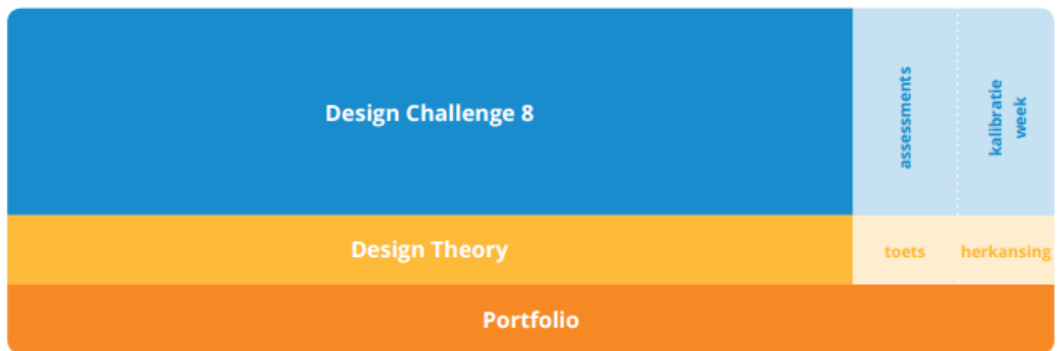 Design Challenge 8
assessments
kalibratie
week
Design Theory
toets
herkansing
Portfolio